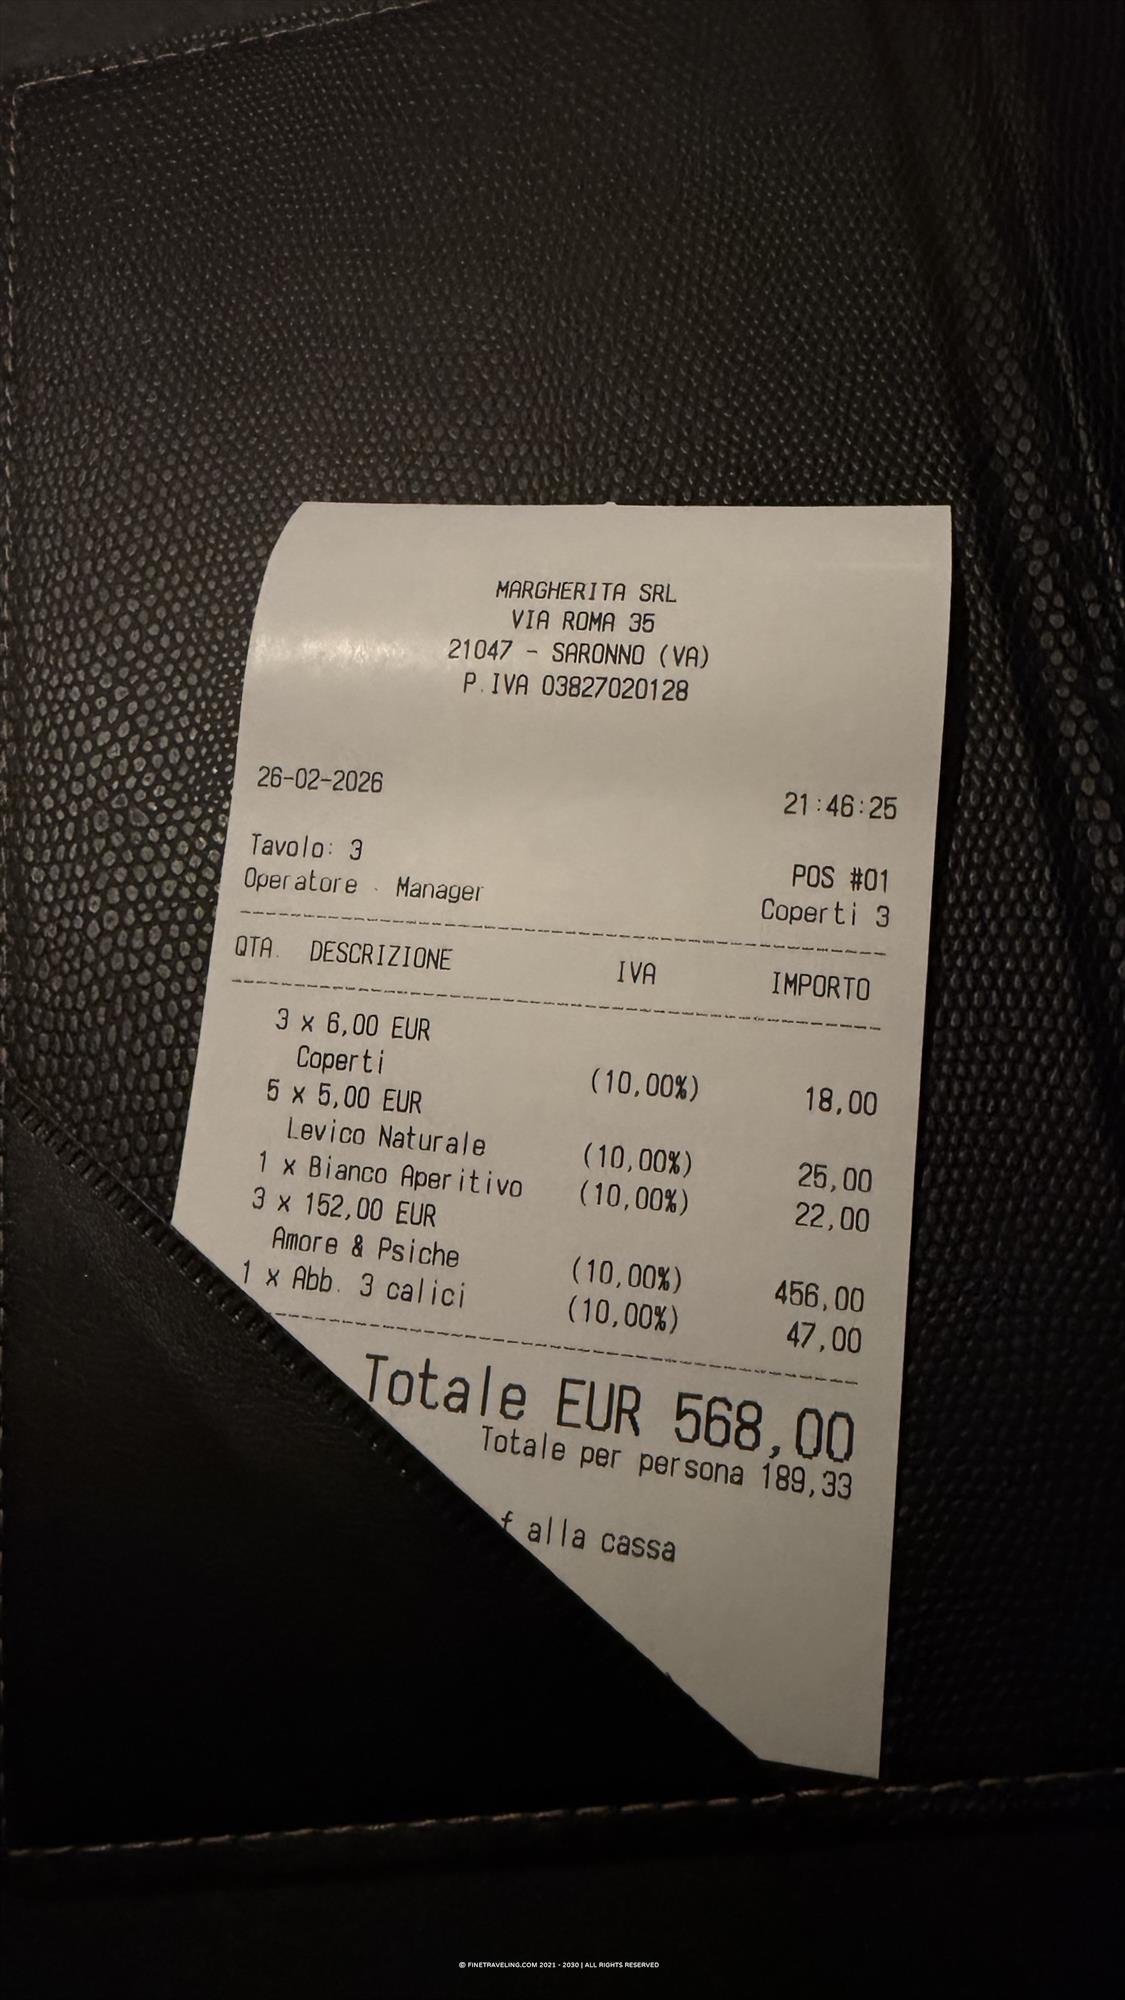 MARGHERITA SRL
VIA ROMA 35
21047 - SARONNO (VA)
P.IVA 03827020128
26-02-2026 21:46:25
Tavolo: 3 POS #01
Operatore - Manager Coperti 3
QTA. DESCRIZIONE IVA IMPORTO
3 x 6,00 EUR
Coperti (10,00%) 18,00
5 x 5,00 EUR
Levico Naturale (10,00%) 25,00
1 x Bianco Aperitivo (10,00%) 22,00
3 x 152,00 EUR
Amore & Psiche (10,00%) 456,00
1 x Abb. 3 calici (10,00%) 47,00
Totale EUR 568,00
Totale per persona 189,33
alla cassa
© FINETRAVELING.COM 2021 - 2030 | ALL RIGHTS RESERVED